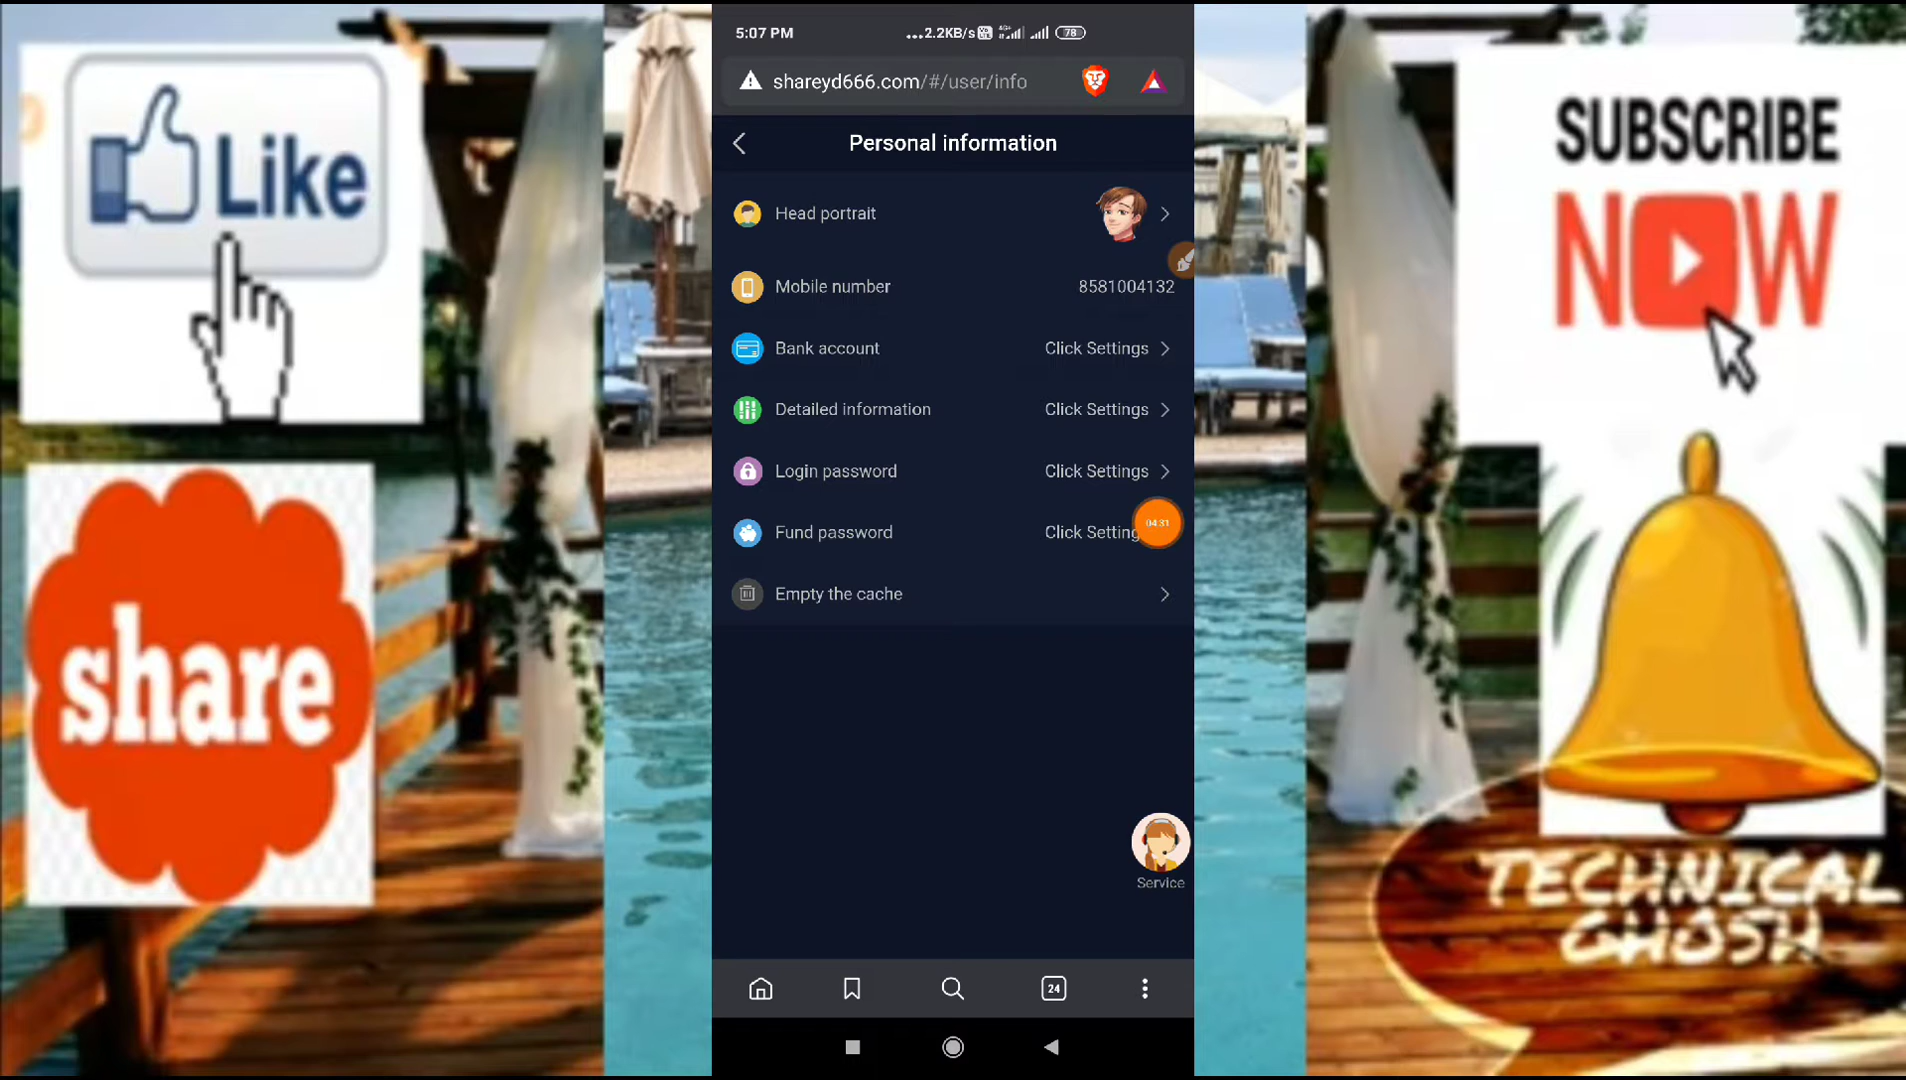 Like
share
5:07 PM
...2.2KB/s
4G+
78
shareyd666.com/#/user/info
Personal information
Head portrait
Mobile number 8581004132
Bank account Click Settings
Detailed information Click Settings
Login password Click Settings
Fund password Click Setting
04:31
Empty the cache
Service
24
SUBSCRIBE
NOW
TECHNICAL
GHOSH